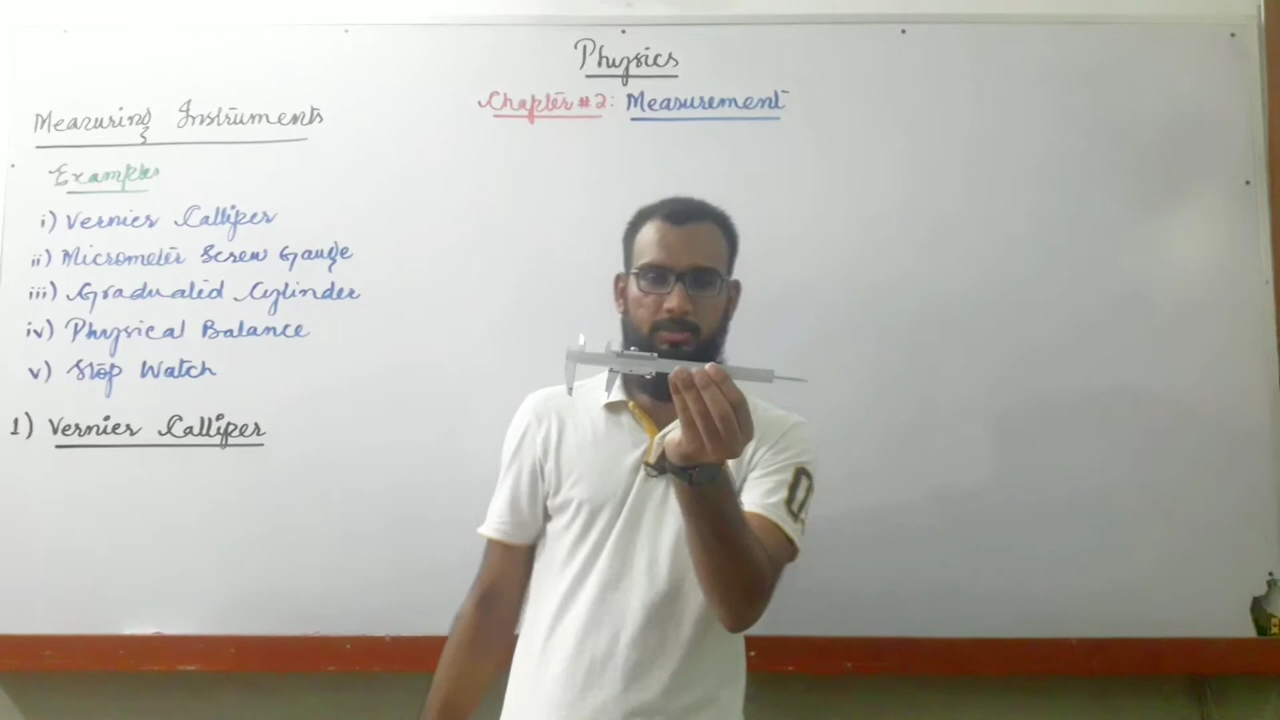 Physics
Chapter # 2: Measurement
Measuring Instruments
Examples
i) Vernier Calliper
ii) Micrometer Screw Gauge
iii) Graduated Cylinder
iv) Physical Balance
v) Stop Watch
1) Vernier Calliper